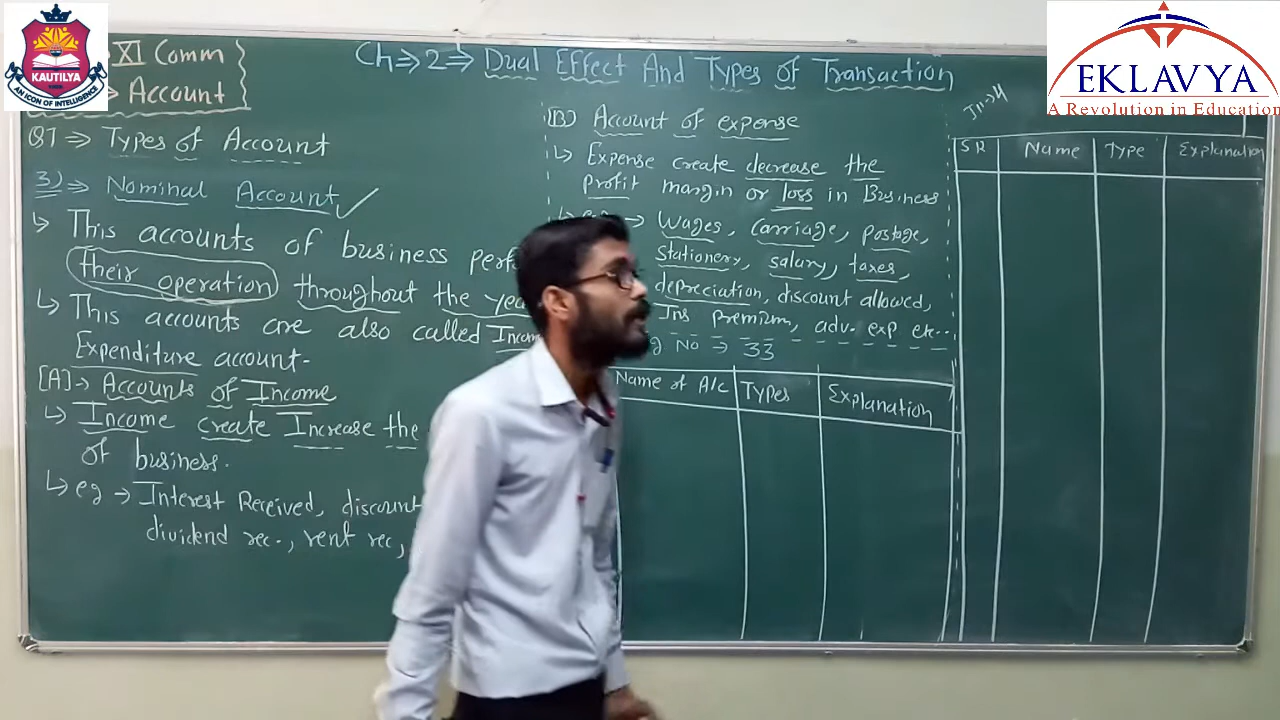 KAUTILYA
AN ICON OF INTELLIGENCE
EKLAVYA
A Revolution in Education
XI Comm
Account
Ch⇒2⇒ Dual Effect And Types of Transaction
Q1 ⇒ Types of Account
3)⇒ Nominal Account ✓
↳ This accounts of business
their operation throughout the
↳ This accounts are also called
Expenditure account.
[A]→ Accounts of Income
↳ Income create Increase the
of business.
↳ eg → Interest Received, discount
dividend rec., rent rec,
[B] Account of expense
↳ Expense create decrease the
profit margin or loss in Business
→ Wages, carriage, postage,
stationery, salary, taxes,
depreciation, discount allowed,
Ins premium, adv. exp etc..
No → 33
Name of A/c Types Explanation
SR Name Type Explanation